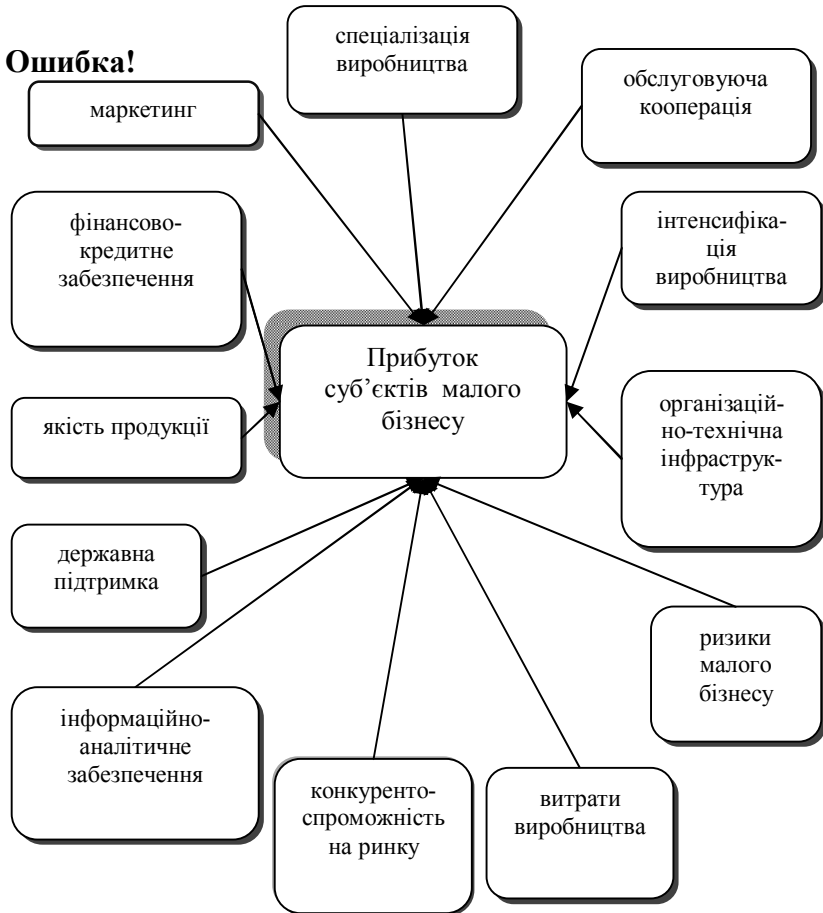 спеціалізація
виробництва
Ошибка!
маркетинг
обслуговуюча
кооперація
фінансово-
кредитне
забезпечення
інтенсифіка-
ція
виробництва
Прибуток
суб’єктів малого
бізнесу
якість продукції
організацій-
но-технічна
інфраструк-
тура
державна
підтримка
ризики
малого
бізнесу
інформаційно-
аналітичне
забезпечення
конкуренто-
спроможність
на ринку
витрати
виробництва